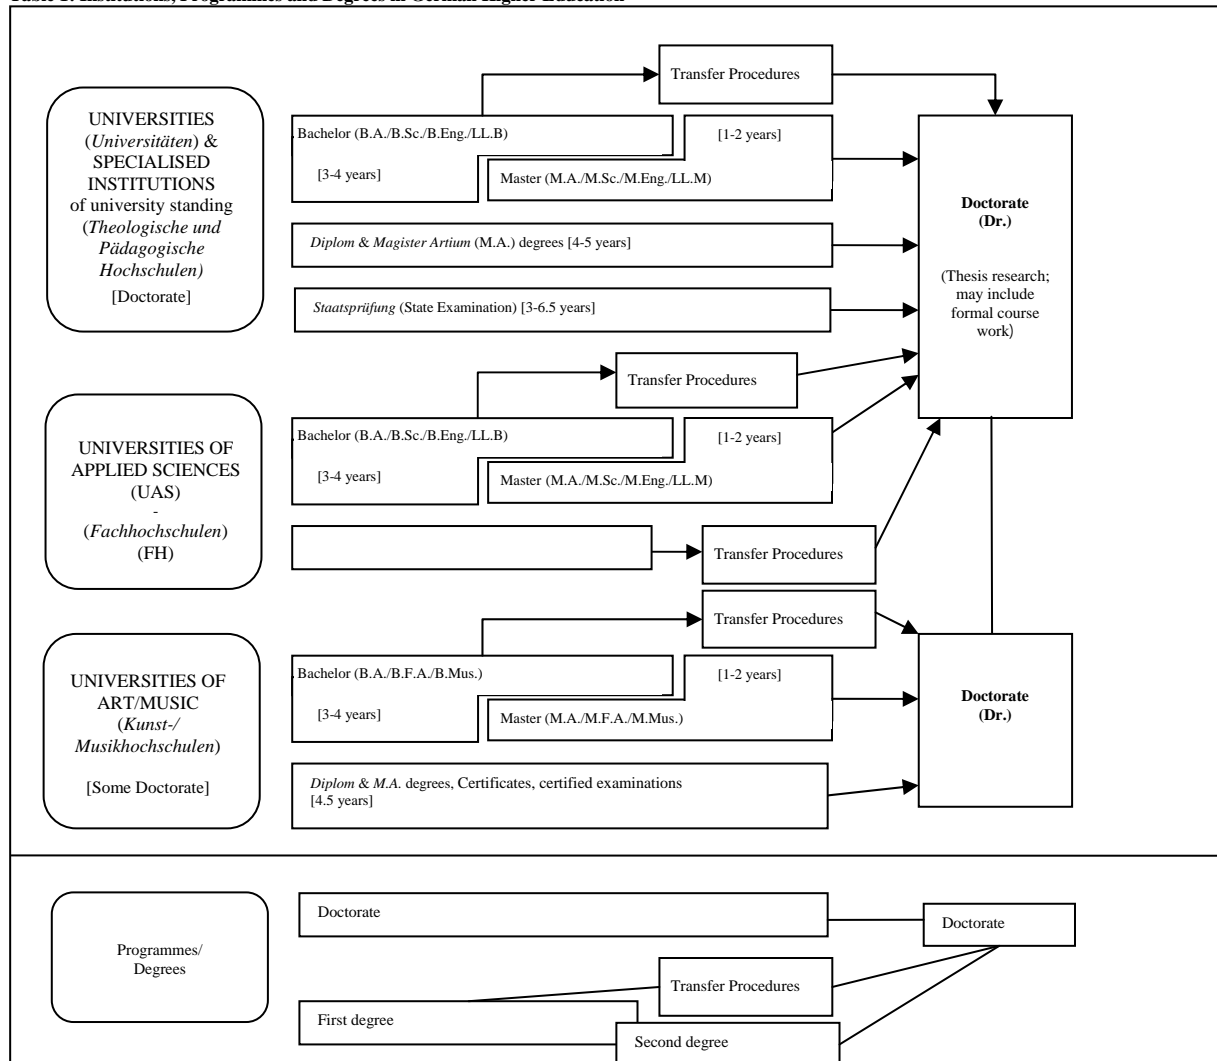 Table 1: Institutions, Programmes and Degrees in German Higher Education
UNIVERSITIES
(Universitäten) &
SPECIALISED
INSTITUTIONS
of university standing
(Theologische und
Pädagogische
Hochschulen)
[Doctorate]
Transfer Procedures
Bachelor (B.A./B.Sc./B.Eng./LL.B)
[3-4 years]
[1-2 years]
Master (M.A./M.Sc./M.Eng./LL.M)
Diplom & Magister Artium (M.A.) degrees [4-5 years]
Staatsprüfung (State Examination) [3-6.5 years]
Doctorate
(Dr.)
(Thesis research;
may include
formal course
work)
UNIVERSITIES OF
APPLIED SCIENCES
(UAS)
-
(Fachhochschulen)
(FH)
Transfer Procedures
Bachelor (B.A./B.Sc./B.Eng./LL.B)
[3-4 years]
[1-2 years]
Master (M.A./M.Sc./M.Eng./LL.M)
Transfer Procedures
UNIVERSITIES OF
ART/MUSIC
(Kunst-/
Musikhochschulen)
[Some Doctorate]
Transfer Procedures
Bachelor (B.A./B.F.A./B.Mus.)
[3-4 years]
[1-2 years]
Master (M.A./M.F.A./M.Mus.)
Diplom & M.A. degrees, Certificates, certified examinations
[4.5 years]
Doctorate
(Dr.)
Programmes/
Degrees
Doctorate
Doctorate
Transfer Procedures
First degree
Second degree